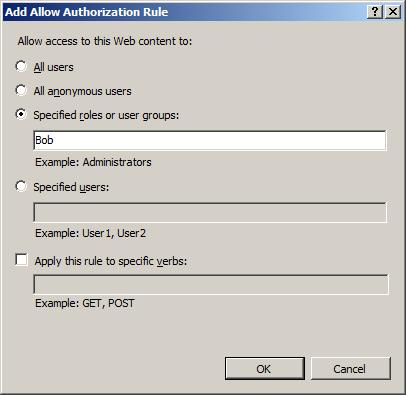 Add Allow Authorization Rule
Allow access to this Web content to:
All users
All anonymous users
Specified roles or user groups:
Bob
Example: Administrators
Specified users:
Example: User1, User2
Apply this rule to specific verbs:
Example: GET, POST
OK Cancel